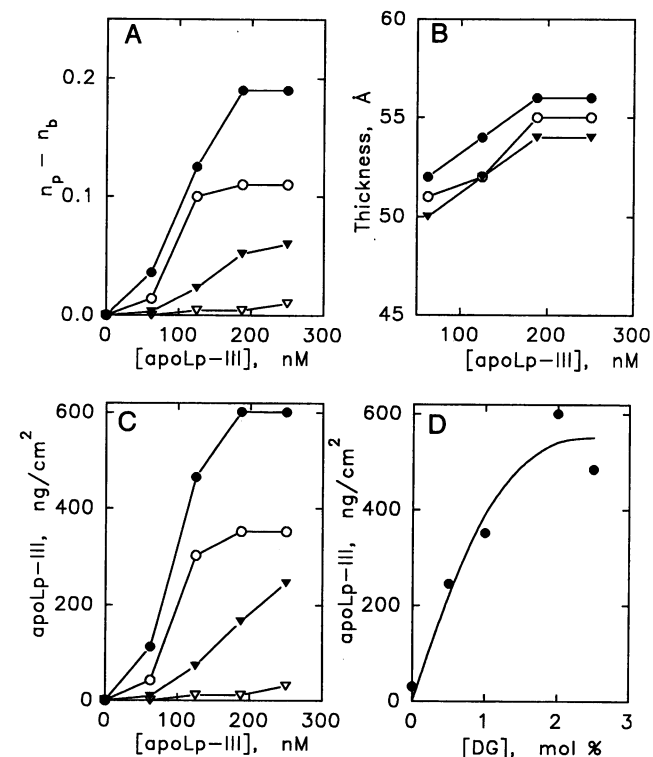 A
n_p − n_b
0.2
0.1
0.0
0 100 200 300
[apoLp−III], nM
B
Thickness, Å
60
55
50
45
100 200 300
[apoLp−III], nM
C
apoLp−III, ng/cm²
600
400
200
0
0 100 200 300
[apoLp−III], nM
D
apoLp−III, ng/cm²
600
400
200
0
0 1 2 3
[DG], mol %